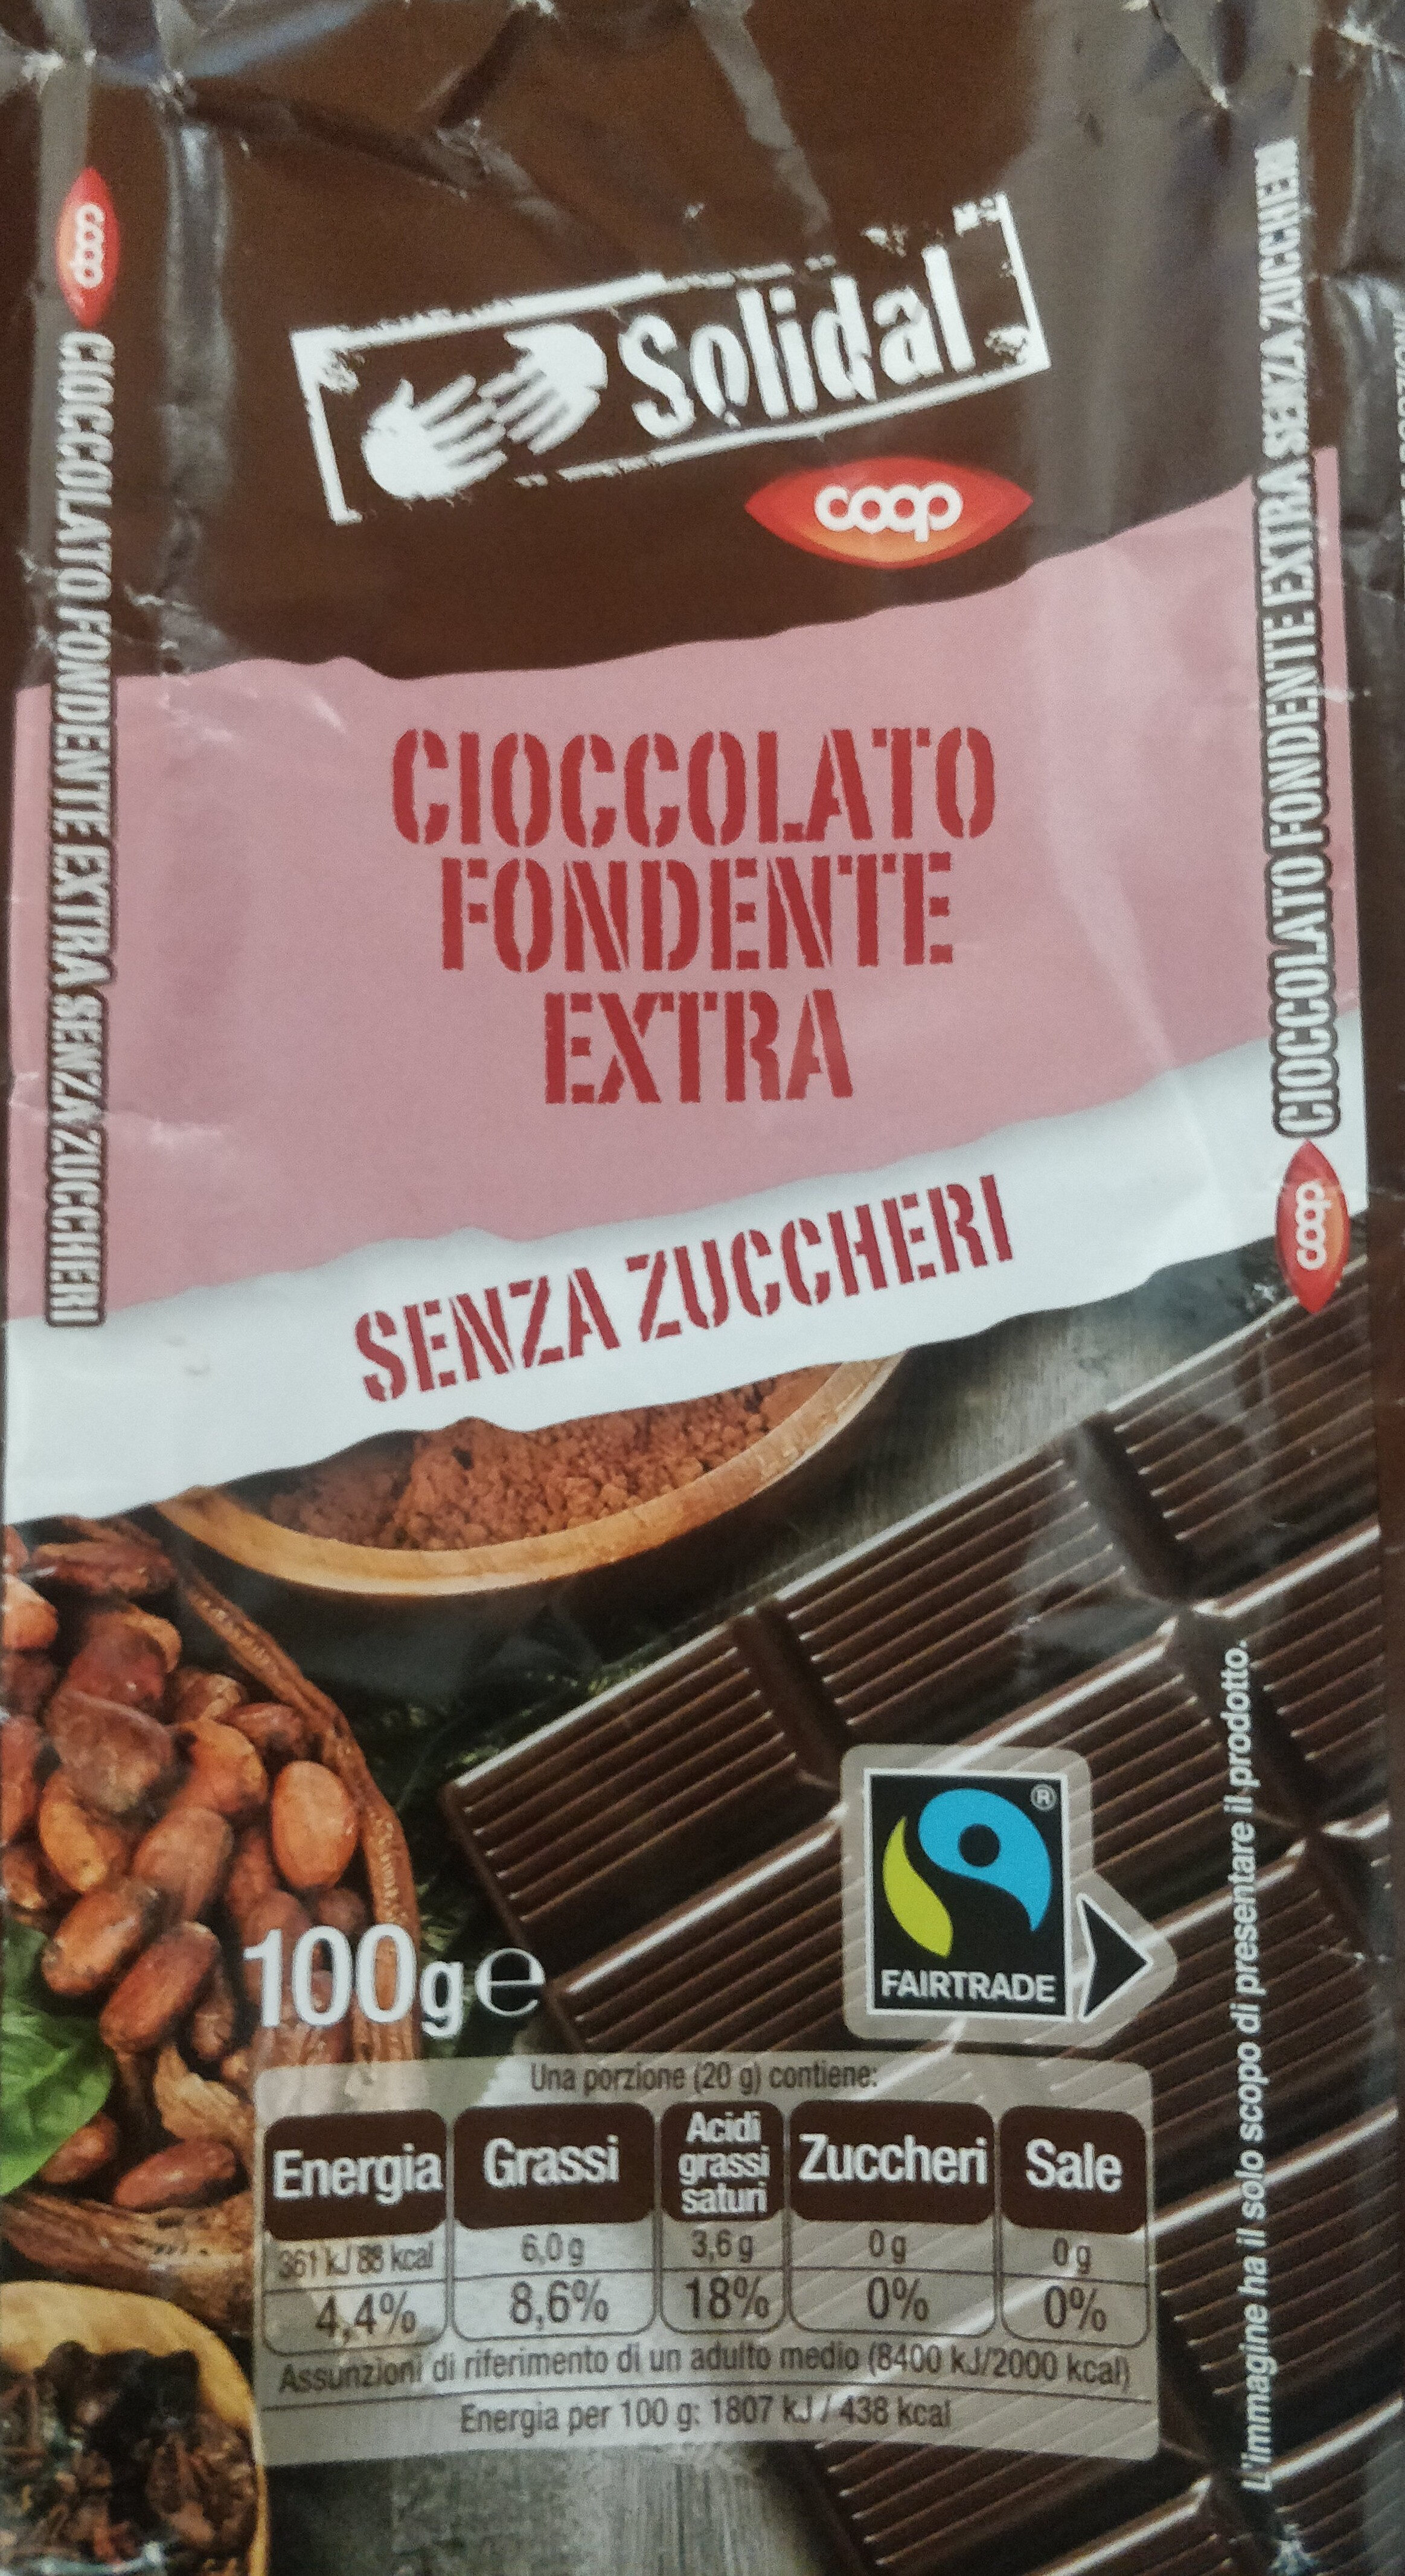 Solidal
coop
CIOCCOLATO
FONDENTE
EXTRA
SENZA ZUCCHERI
coop CIOCCOLATO FONDENTE EXTRA SENZA ZUCCHERI
coop CIOCCOLATO FONDENTE EXTRA SENZA ZUCCHERI
®
FAIRTRADE
100g℮
Una porzione (20 g) contiene:
Energia Grassi Acidi grassi saturi Zuccheri Sale
361 kJ 88 kcal 6,0 g 3,6 g 0 g 0 g
4,4% 8,6% 18% 0% 0%
Assunzioni di riferimento di un adulto medio (8400 kJ/2000 kcal)
Energia per 100 g: 1807 kJ / 438 kcal
L'immagine ha il solo scopo di presentare il prodotto.